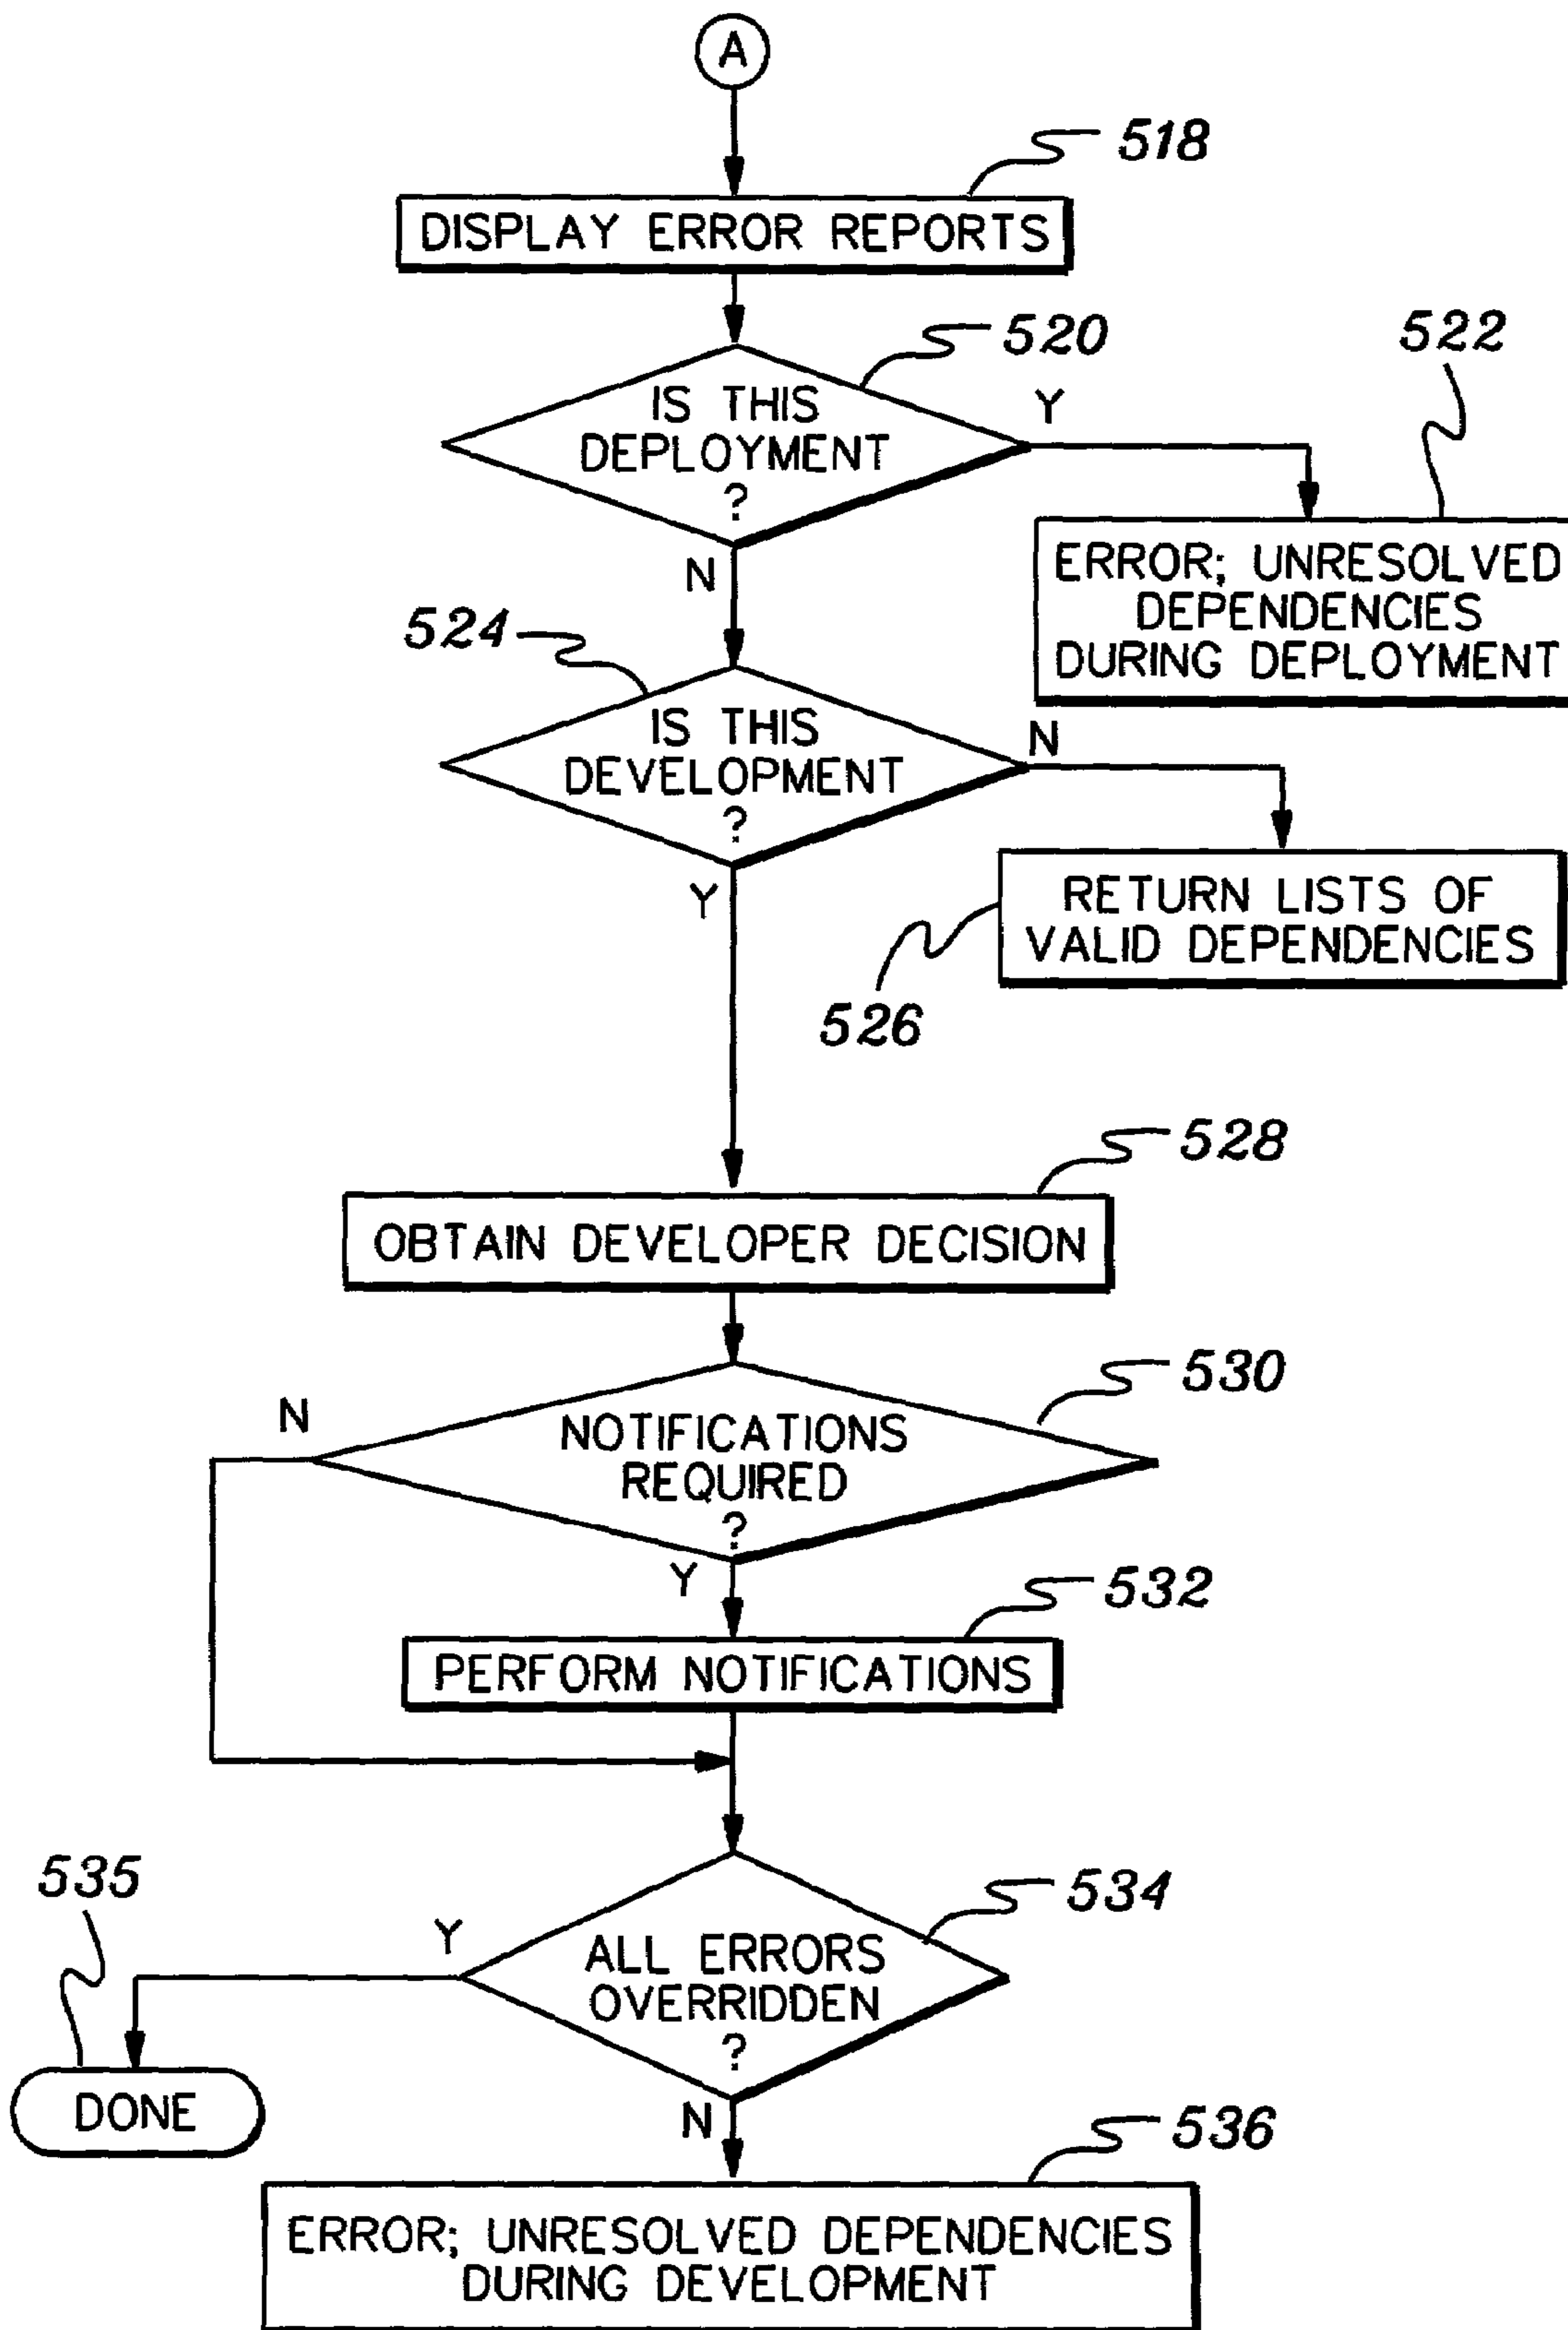 A
518
DISPLAY ERROR REPORTS
520
522
IS THIS
DEPLOYMENT
?
Y
N
ERROR; UNRESOLVED
DEPENDENCIES
DURING DEPLOYMENT
524
IS THIS
DEVELOPMENT
?
N
Y
RETURN LISTS OF
VALID DEPENDENCIES
526
528
OBTAIN DEVELOPER DECISION
530
N
NOTIFICATIONS
REQUIRED
?
Y
532
PERFORM NOTIFICATIONS
535
534
Y
ALL ERRORS
OVERRIDDEN
?
DONE
N
536
ERROR; UNRESOLVED DEPENDENCIES
DURING DEVELOPMENT